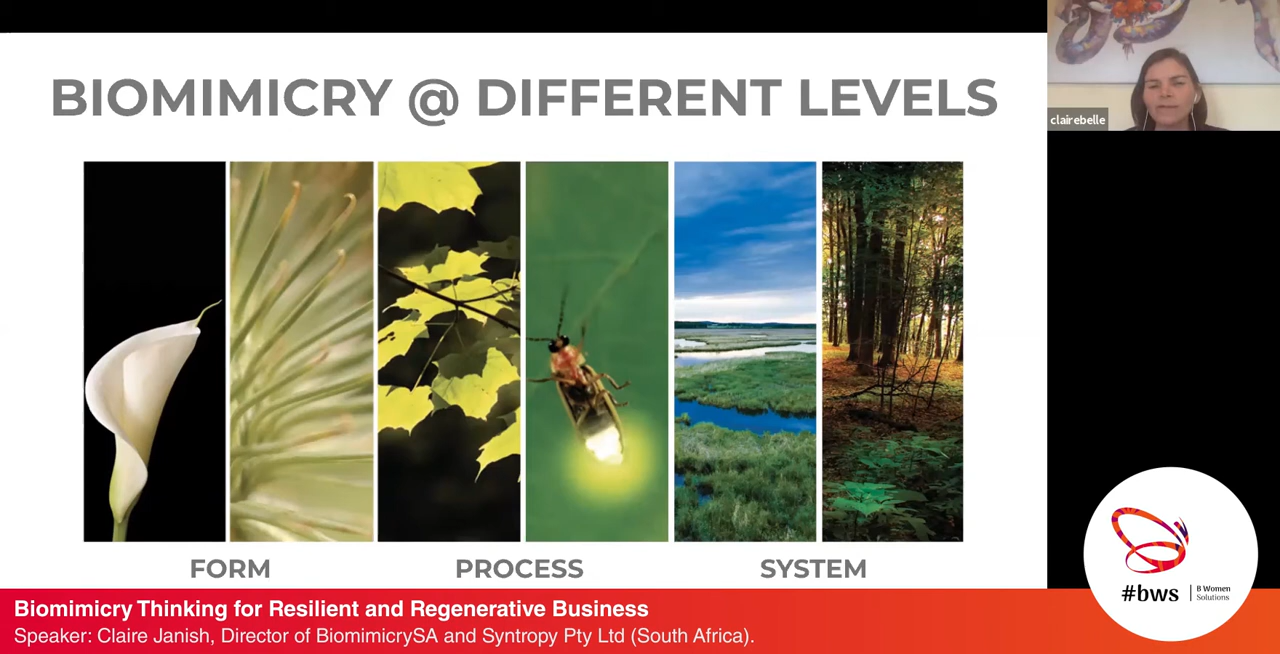 BIOMIMICRY @ DIFFERENT LEVELS
clairebelle
FORM
PROCESS
SYSTEM
#bws
B Women
Solutions
Biomimicry Thinking for Resilient and Regenerative Business
Speaker: Claire Janish, Director of BiomimicrySA and Syntropy Pty Ltd (South Africa).